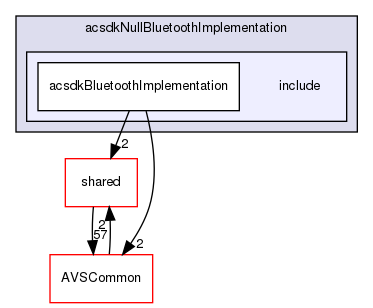 acsdkNullBluetoothImplementation
acsdkBluetoothImplementation
include
2
shared
2
57
2
AVSCommon